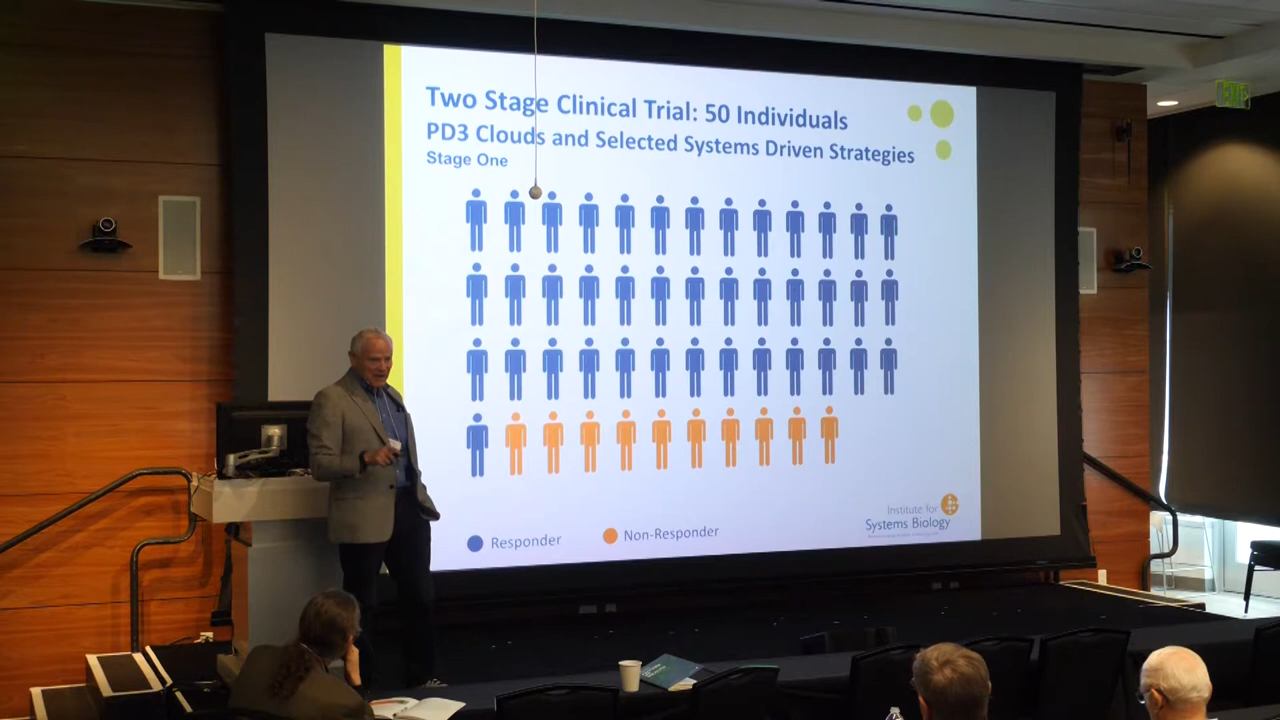 Two Stage Clinical Trial: 50 Individuals
PD3 Clouds and Selected Systems Driven Strategies
Stage One
Responder
Non-Responder
Institute for
Systems Biology
EXIT